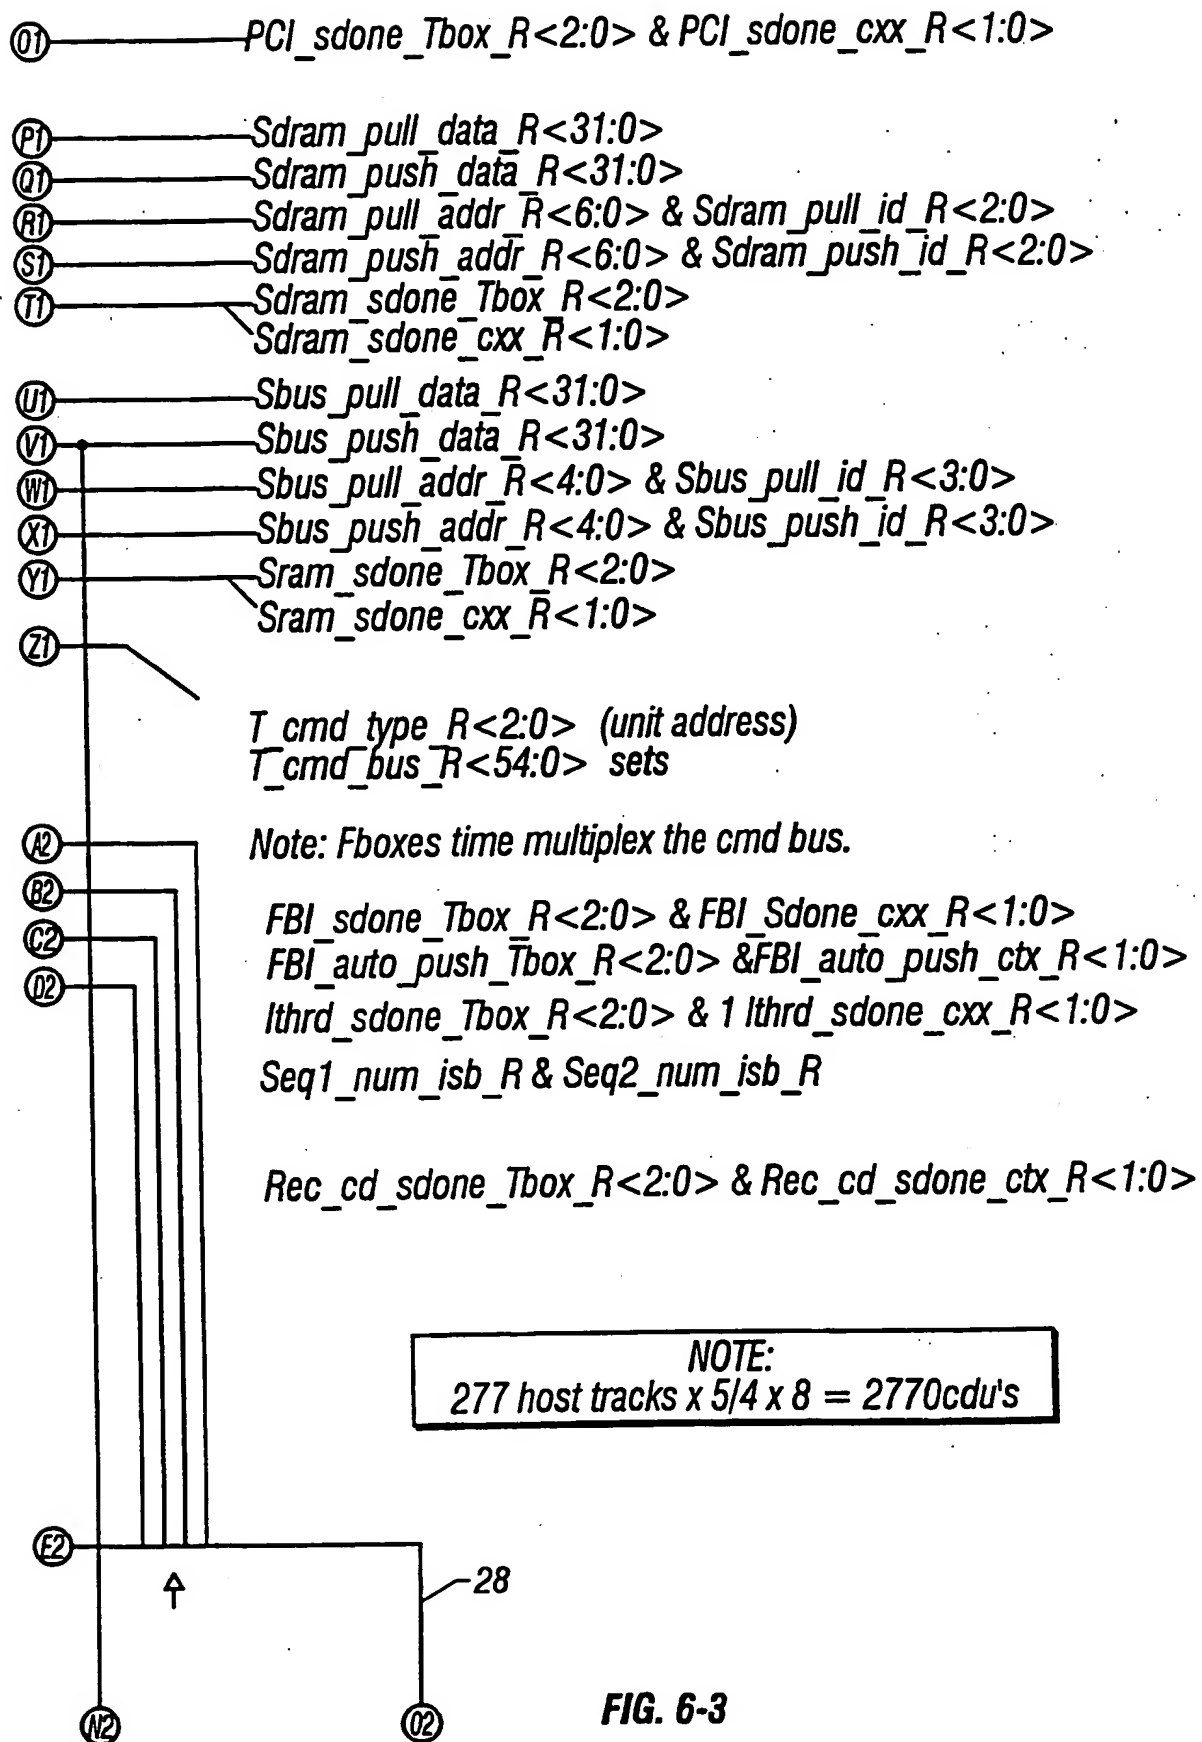 O1 PCI_sdone_Tbox_R<2:0> & PCI_sdone_cxx_R<1:0>
P1 Sdram_pull_data_R<31:0>
Q1 Sdram_push_data_R<31:0>
R1 Sdram_pull_addr_R<6:0> & Sdram_pull_id_R<2:0>
S1 Sdram_push_addr_R<6:0> & Sdram_push_id_R<2:0>
T1 Sdram_sdone_Tbox_R<2:0>
Sdram_sdone_cxx_R<1:0>
U1 Sbus_pull_data_R<31:0>
V1 Sbus_push_data_R<31:0>
W1 Sbus_pull_addr_R<4:0> & Sbus_pull_id_R<3:0>
X1 Sbus_push_addr_R<4:0> & Sbus_push_id_R<3:0>
Y1 Sram_sdone_Tbox_R<2:0>
Sram_sdone_cxx_R<1:0>
Z1
T_cmd_type_R<2:0> (unit address)
T_cmd_bus_R<54:0> sets
A2 Note: Fboxes time multiplex the cmd bus.
B2
FBI_sdone_Tbox_R<2:0> & FBI_Sdone_cxx_R<1:0>
C2
FBI_auto_push_Tbox_R<2:0> &FBI_auto_push_ctx_R<1:0>
D2
Ithrd_sdone_Tbox_R<2:0> & 1 Ithrd_sdone_cxx_R<1:0>
Seq1_num_isb_R & Seq2_num_isb_R
Rec_cd_sdone_Tbox_R<2:0> & Rec_cd_sdone_ctx_R<1:0>
NOTE:
277 host tracks x 5/4 x 8 = 2770cdu's
E2
28
N2
O2
FIG. 6-3